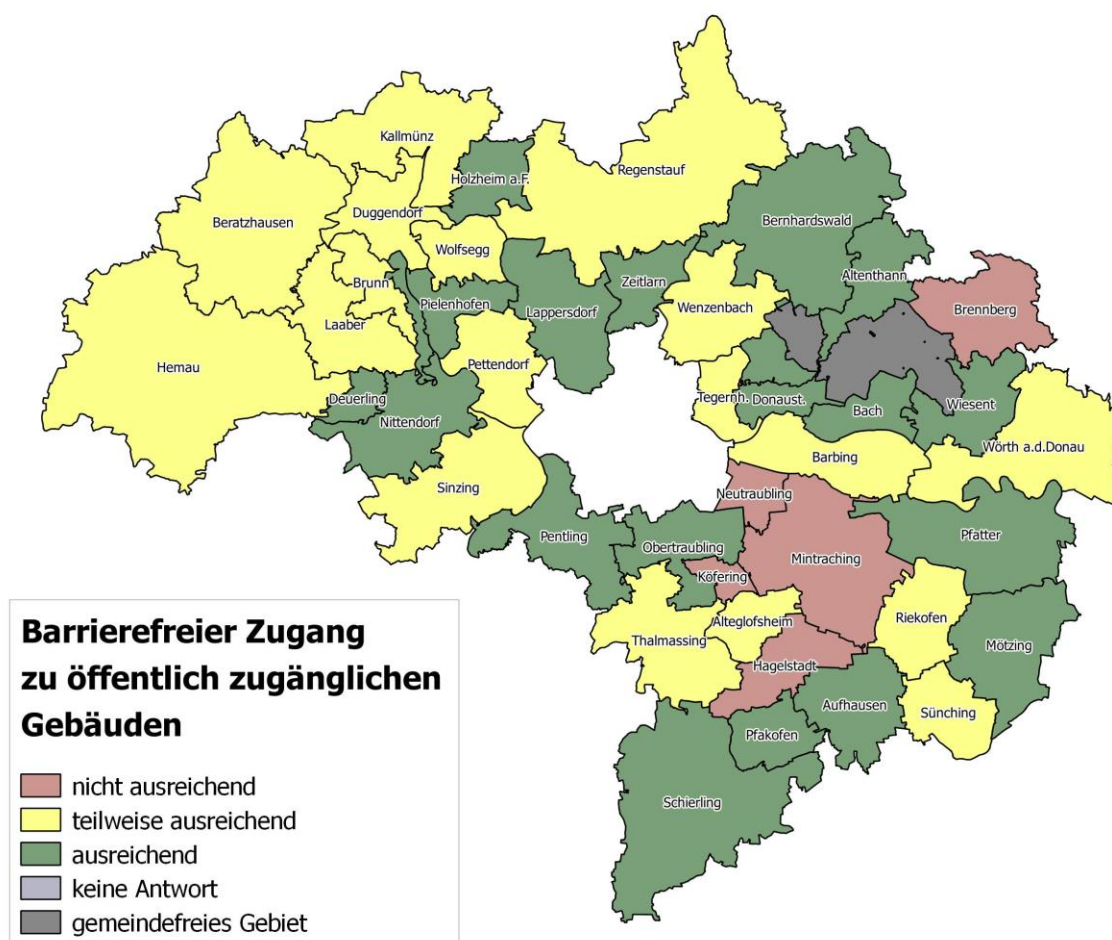 Kallmünz
Holzheim a.F.
Regenstauf
Beratzhausen
Duggendorf
Bernhardswald
Wolfsegg
Altenthann
Brunn
Pielenhofen
Lappersdorf
Zeitlarn
Wenzenbach
Brennberg
Laaber
Hemau
Pettendorf
Deuerling
Tegernh.
Donaust.
Bach
Wiesent
Nittendorf
Wörth a.d.Donau
Barbing
Sinzing
Neutraubling
Pentling
Obertraubling
Mintraching
Pfatter
Köfering
Thalmassing
Alteglofsheim
Riekofen
Mötzing
Hagelstadt
Aufhausen
Sünching
Pfakofen
Schierling
Barrierefreier Zugang
zu öffentlich zugänglichen
Gebäuden
nicht ausreichend
teilweise ausreichend
ausreichend
keine Antwort
gemeindefreies Gebiet